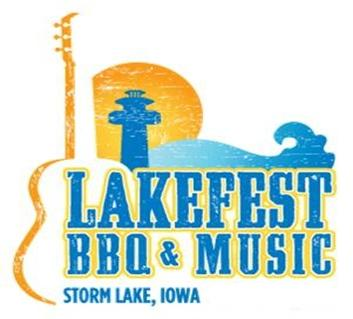 LAKEFEST
BBQ & MUSIC
STORM LAKE, IOWA